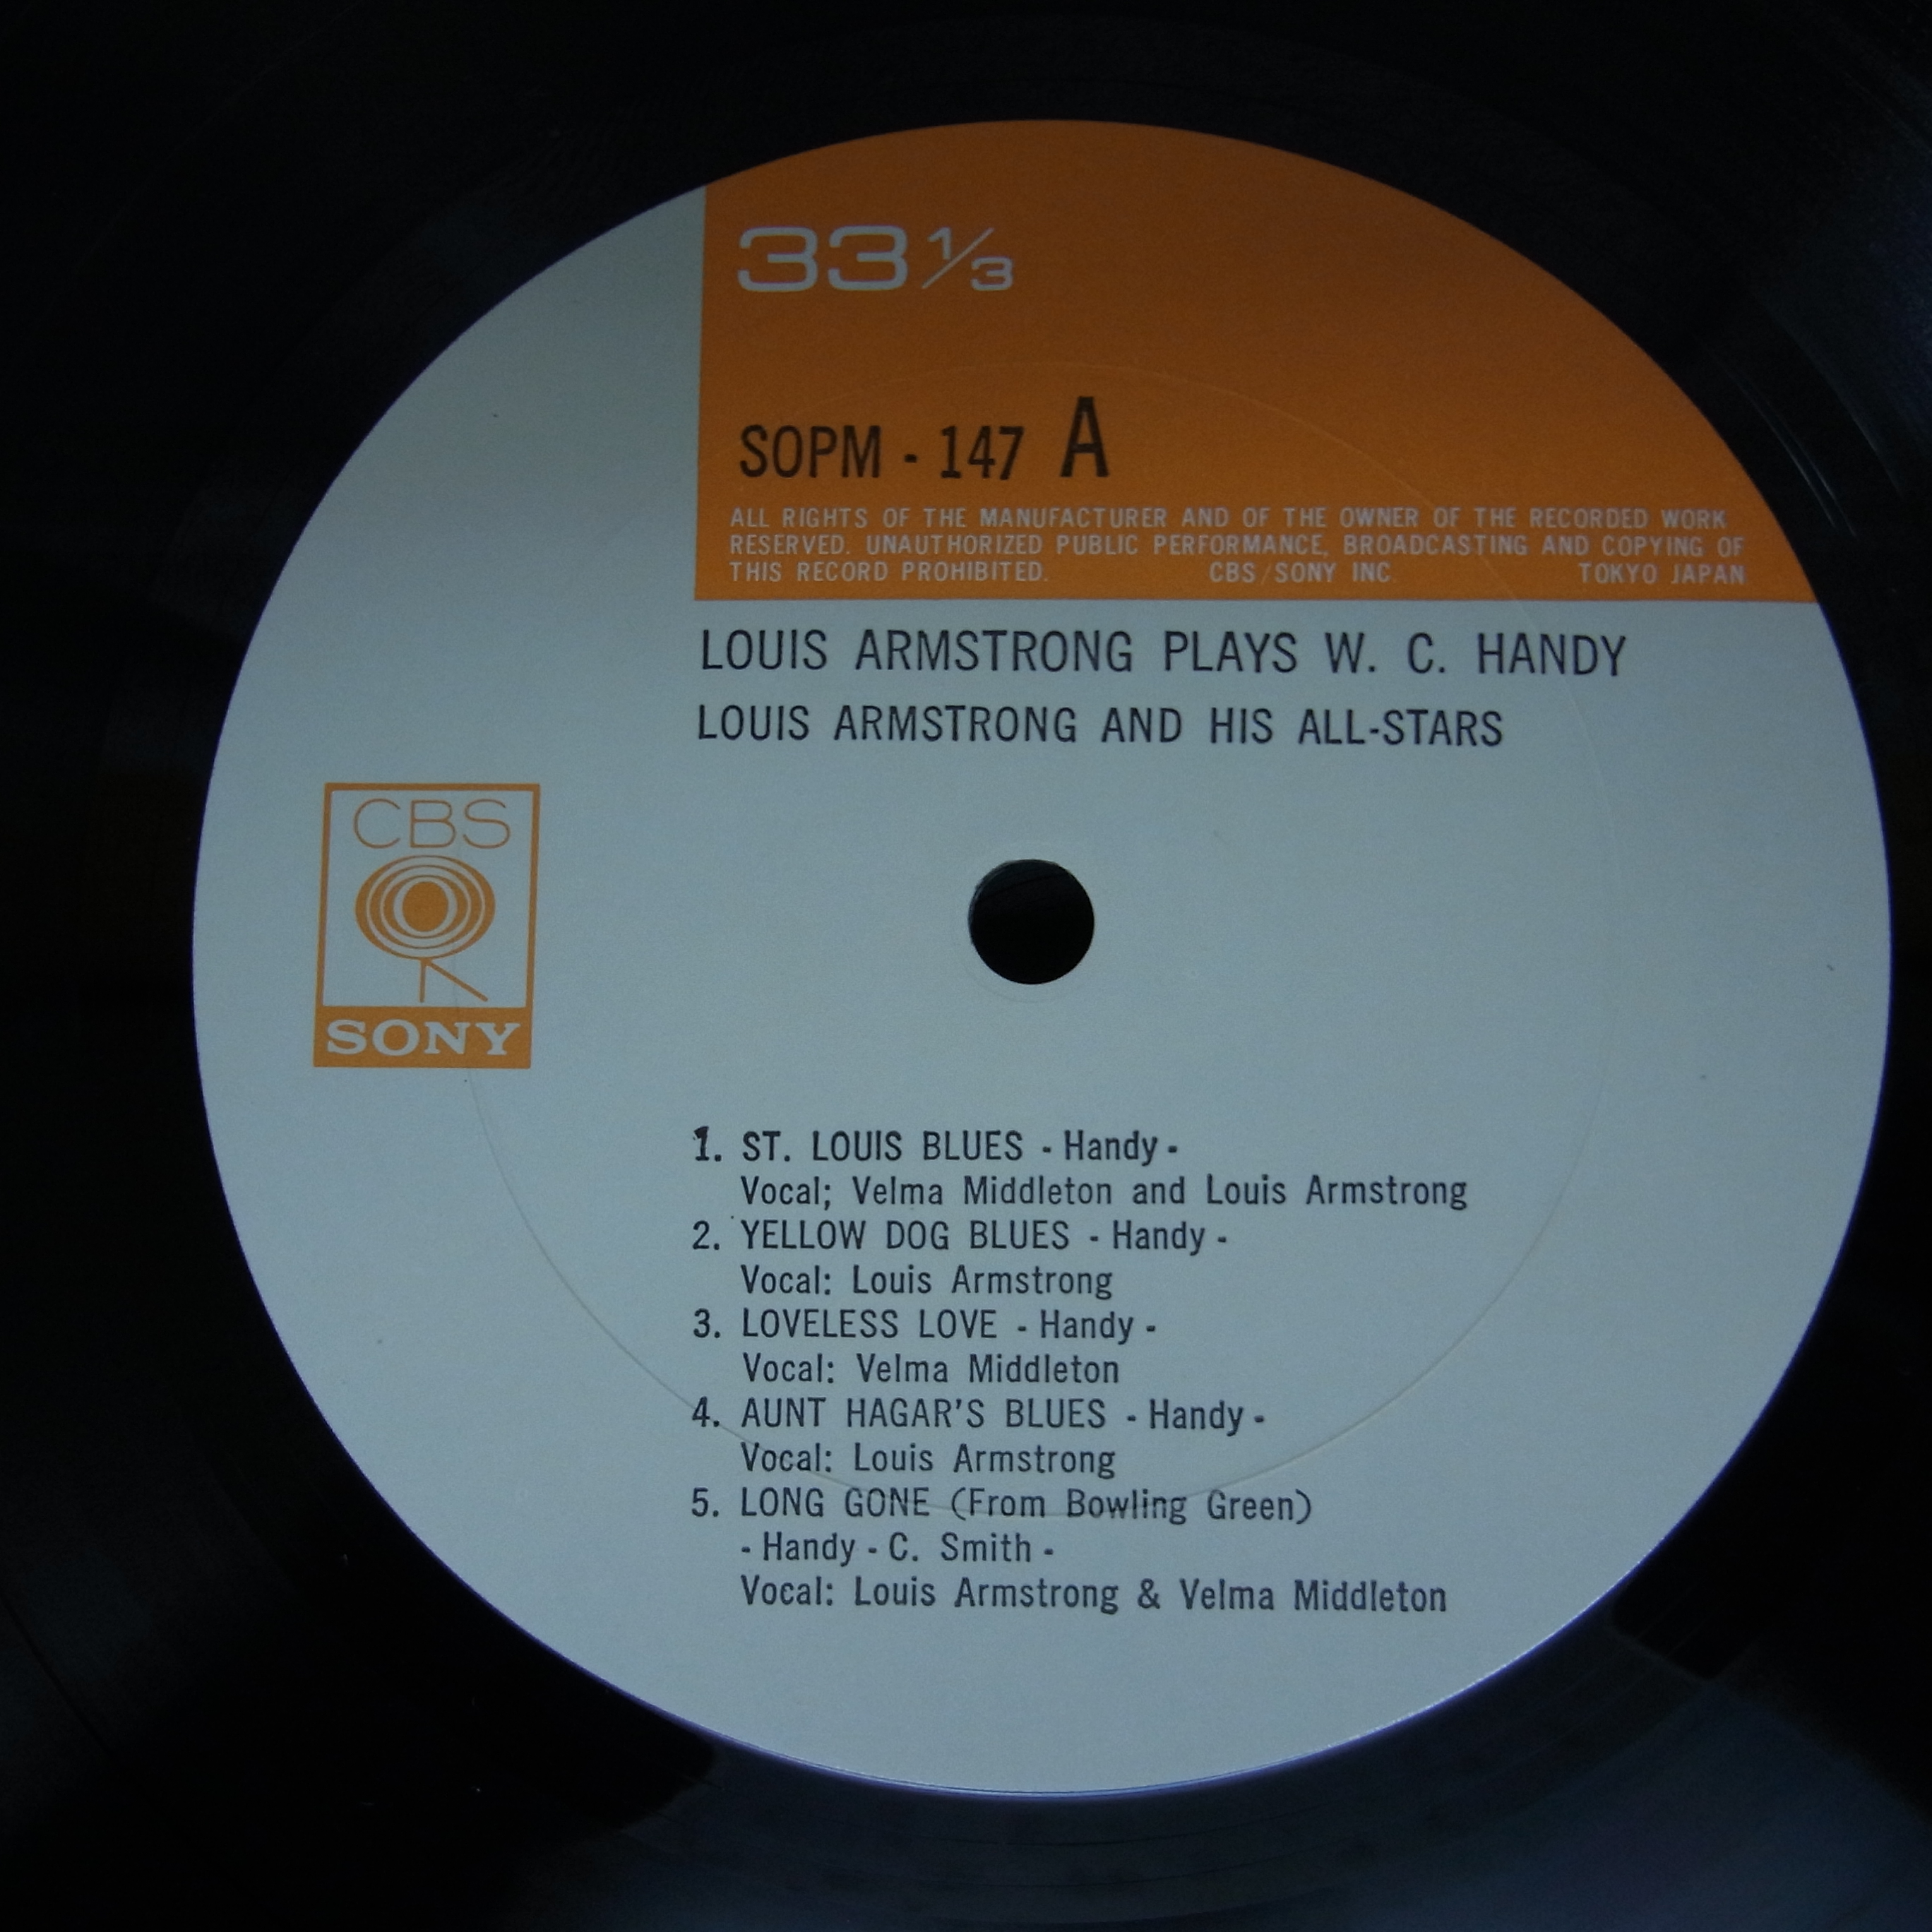 33 1/3
SOPM - 147 A
ALL RIGHTS OF THE MANUFACTURER AND OF THE OWNER OF THE RECORDED WORK
RESERVED. UNAUTHORIZED PUBLIC PERFORMANCE, BROADCASTING AND COPYING OF
THIS RECORD PROHIBITED. CBS/SONY INC. TOKYO JAPAN
LOUIS ARMSTRONG PLAYS W. C. HANDY
LOUIS ARMSTRONG AND HIS ALL-STARS
CBS
SONY
1. ST. LOUIS BLUES - Handy -
Vocal; Velma Middleton and Louis Armstrong
2. YELLOW DOG BLUES - Handy -
Vocal: Louis Armstrong
3. LOVELESS LOVE - Handy -
Vocal: Velma Middleton
4. AUNT HAGAR'S BLUES - Handy -
Vocal: Louis Armstrong
5. LONG GONE (From Bowling Green)
- Handy - C. Smith -
Vocal: Louis Armstrong & Velma Middleton